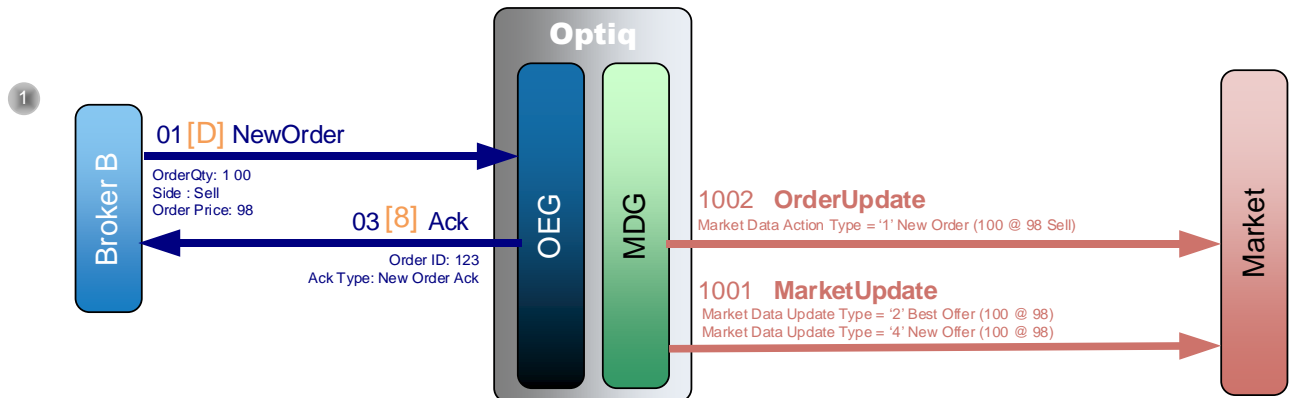 Optiq
1
Broker B
01 [D] NewOrder
OrderQty: 1 00
Side : Sell
Order Price: 98
03 [8] Ack
Order ID: 123
Ack Type: New Order Ack
OEG
MDG
1002 OrderUpdate
Market Data Action Type = ‘1’ New Order (100 @ 98 Sell)
1001 MarketUpdate
Market Data Update Type = ‘2’ Best Offer (100 @ 98)
Market Data Update Type = ‘4’ New Offer (100 @ 98)
Market